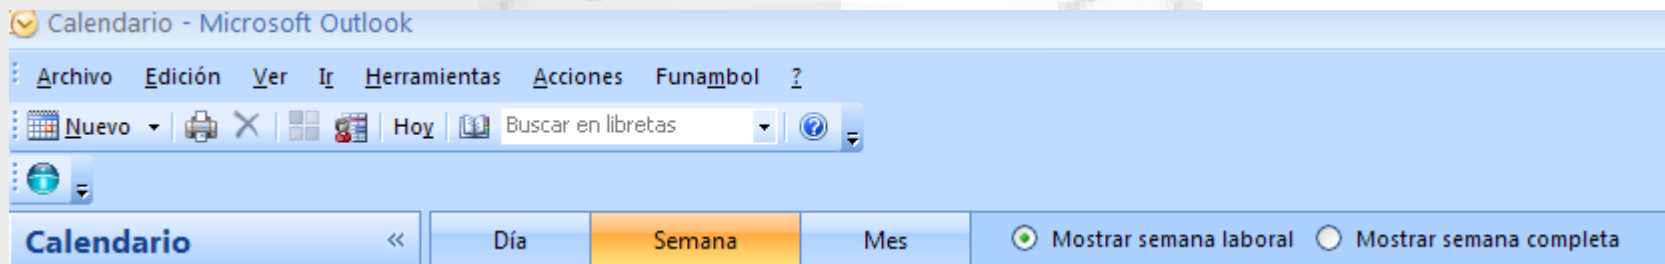 Calendario - Microsoft Outlook
Archivo Edición Ver Ir Herramientas Acciones Funambol ?
Nuevo Hoy Buscar en libretas
Calendario « Día Semana Mes Mostrar semana laboral Mostrar semana completa